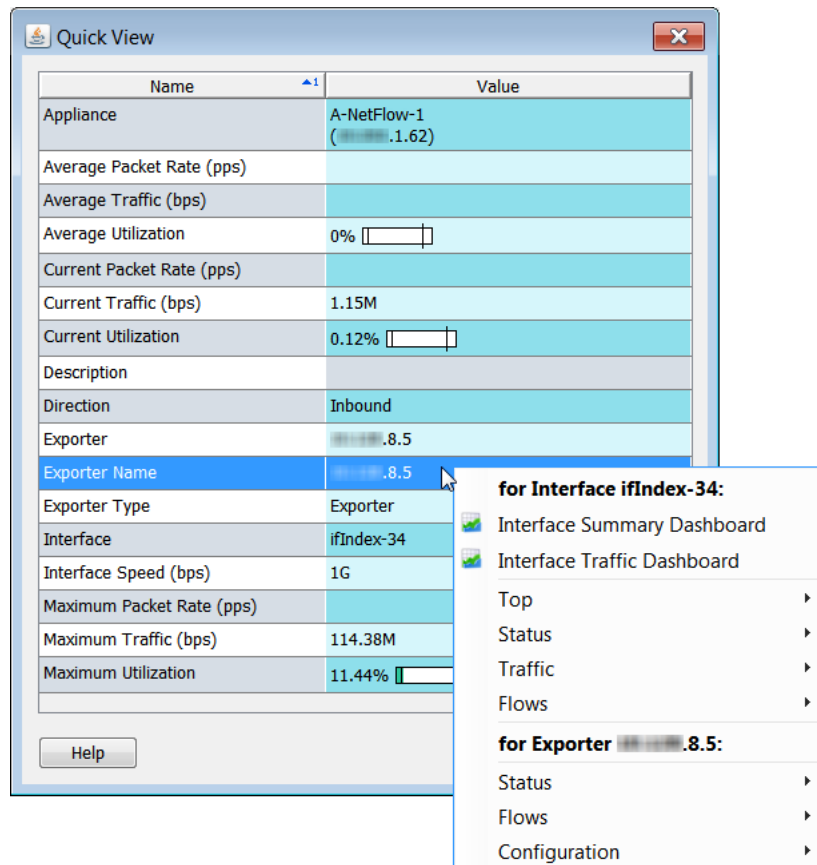 Quick View
Name 1 Value
Appliance A-NetFlow-1
( .1.62)
Average Packet Rate (pps)
Average Traffic (bps)
Average Utilization 0%
Current Packet Rate (pps)
Current Traffic (bps) 1.15M
Current Utilization 0.12%
Description
Direction Inbound
Exporter .8.5
Exporter Name .8.5
Exporter Type Exporter
Interface ifIndex-34
Interface Speed (bps) 1G
Maximum Packet Rate (pps)
Maximum Traffic (bps) 114.38M
Maximum Utilization 11.44%
Help
for Interface ifIndex-34:
Interface Summary Dashboard
Interface Traffic Dashboard
Top
Status
Traffic
Flows
for Exporter .8.5:
Status
Flows
Configuration